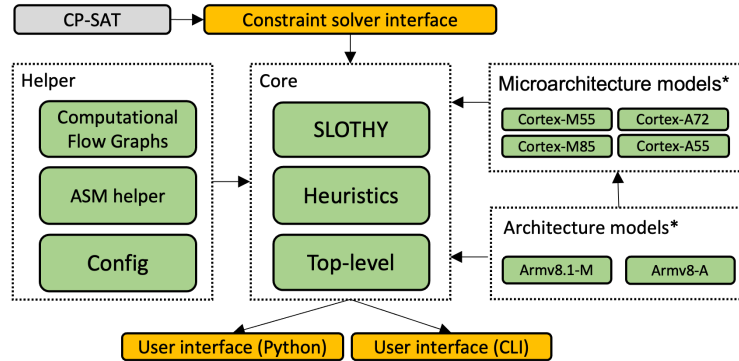 CP-SAT
Constraint solver interface
Helper
Computational
Flow Graphs
ASM helper
Config
Core
SLOTHY
Heuristics
Top-level
Microarchitecture models*
Cortex-M55
Cortex-A72
Cortex-M85
Cortex-A55
Architecture models*
Armv8.1-M
Armv8-A
User interface (Python)
User interface (CLI)